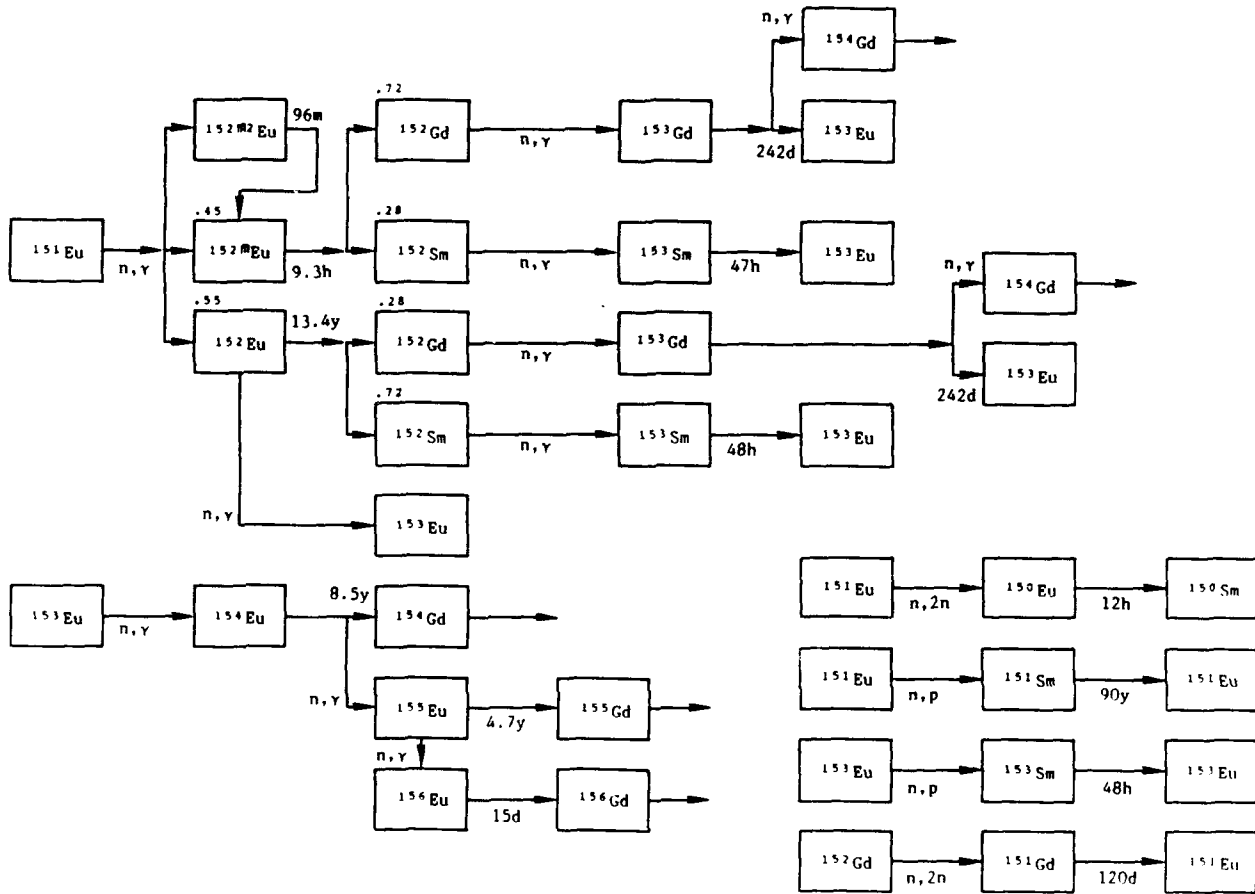 n,γ
¹⁵⁴Gd
.72
¹⁵²ᵐ²Eu
96m
¹⁵²Gd
n,γ
¹⁵³Gd
242d
¹⁵³Eu
.45
.28
¹⁵¹Eu
n,γ
¹⁵²ᵐEu
9.3h
¹⁵²Sm
n,γ
¹⁵³Sm
47h
¹⁵³Eu
n,γ
¹⁵⁴Gd
.55
13.4y
.28
¹⁵²Eu
¹⁵²Gd
n,γ
¹⁵³Gd
242d
¹⁵³Eu
.72
¹⁵²Sm
n,γ
¹⁵³Sm
48h
¹⁵³Eu
n,γ
¹⁵³Eu
¹⁵³Eu
n,γ
¹⁵⁴Eu
8.5y
¹⁵⁴Gd
n,γ
¹⁵⁵Eu
4.7y
¹⁵⁵Gd
n,γ
¹⁵⁶Eu
15d
¹⁵⁶Gd
¹⁵¹Eu
n,2n
¹⁵⁰Eu
12h
¹⁵⁰Sm
¹⁵¹Eu
n,p
¹⁵¹Sm
90y
¹⁵¹Eu
¹⁵³Eu
n,p
¹⁵³Sm
48h
¹⁵³Eu
¹⁵²Gd
n,2n
¹⁵¹Gd
120d
¹⁵¹Eu